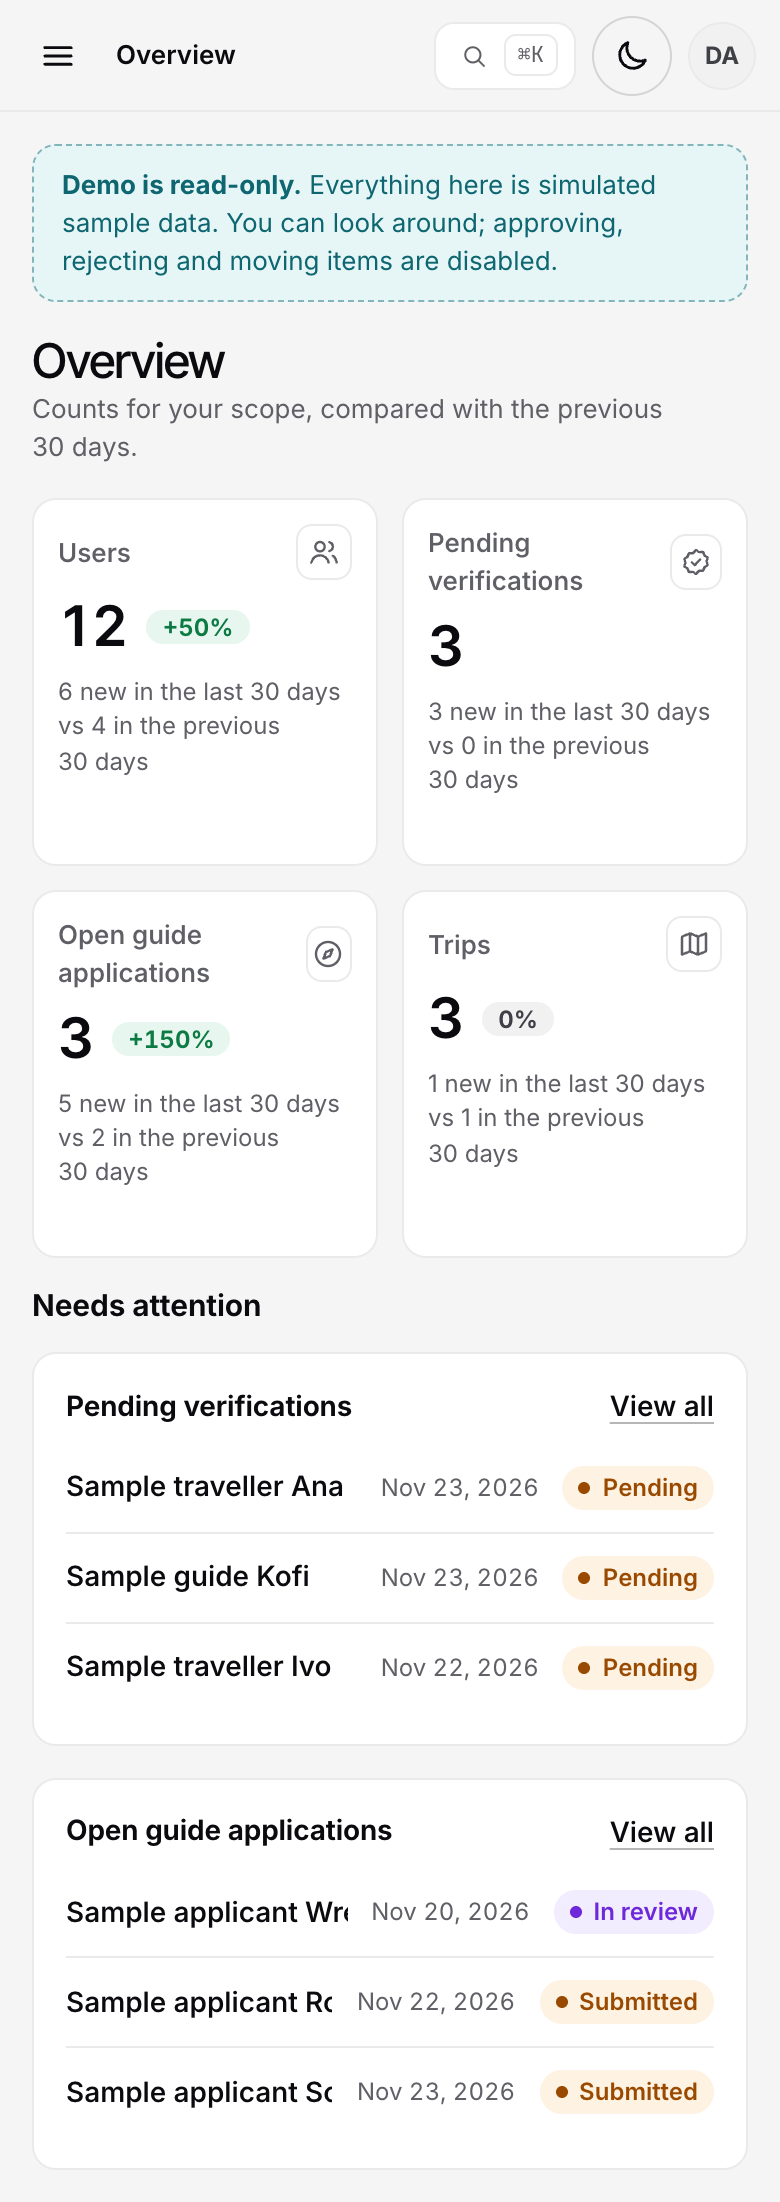 Overview
⌘K
DA
Demo is read-only. Everything here is simulated
sample data. You can look around; approving,
rejecting and moving items are disabled.
Overview
Counts for your scope, compared with the previous
30 days.
Users
12 +50%
6 new in the last 30 days
vs 4 in the previous
30 days
Pending
verifications
3
3 new in the last 30 days
vs 0 in the previous
30 days
Open guide
applications
3 +150%
5 new in the last 30 days
vs 2 in the previous
30 days
Trips
3 0%
1 new in the last 30 days
vs 1 in the previous
30 days
Needs attention
Pending verifications View all
Sample traveller Ana Nov 23, 2026 Pending
Sample guide Kofi Nov 23, 2026 Pending
Sample traveller Ivo Nov 22, 2026 Pending
Open guide applications View all
Sample applicant Nov 20, 2026 In review
Sample applicant Nov 22, 2026 Submitted
Sample applicant Nov 23, 2026 Submitted